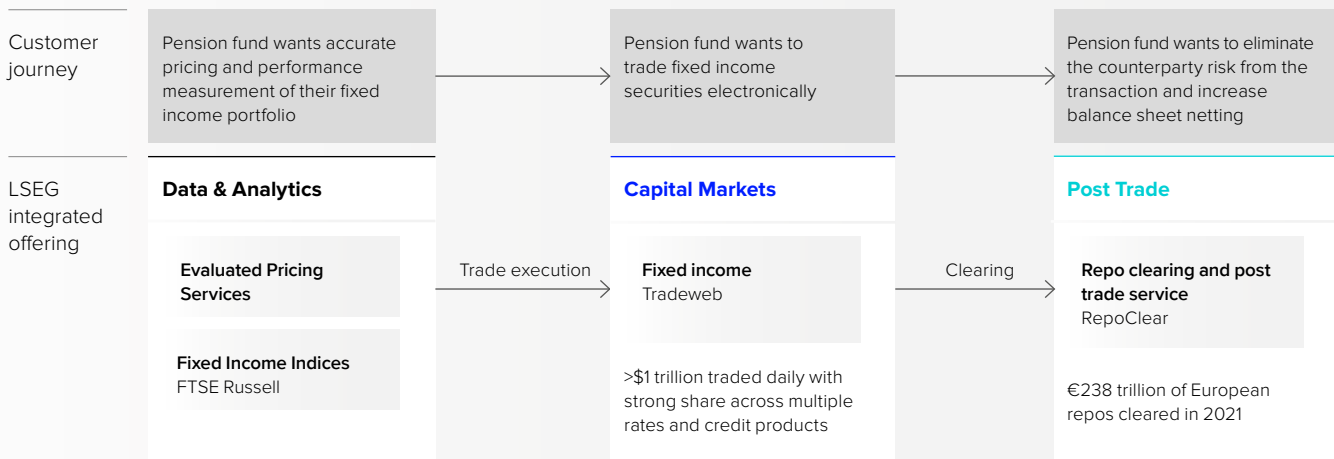 Customer
journey
Pension fund wants accurate
pricing and performance
measurement of their fixed
income portfolio
Pension fund wants to
trade fixed income
securities electronically
Pension fund wants to eliminate
the counterparty risk from the
transaction and increase
balance sheet netting
LSEG
integrated
offering
Data & Analytics
Evaluated Pricing
Services
Fixed Income Indices
FTSE Russell
Trade execution
Capital Markets
Fixed income
Tradeweb
>$1 trillion traded daily with
strong share across multiple
rates and credit products
Clearing
Post Trade
Repo clearing and post
trade service
RepoClear
€238 trillion of European
repos cleared in 2021